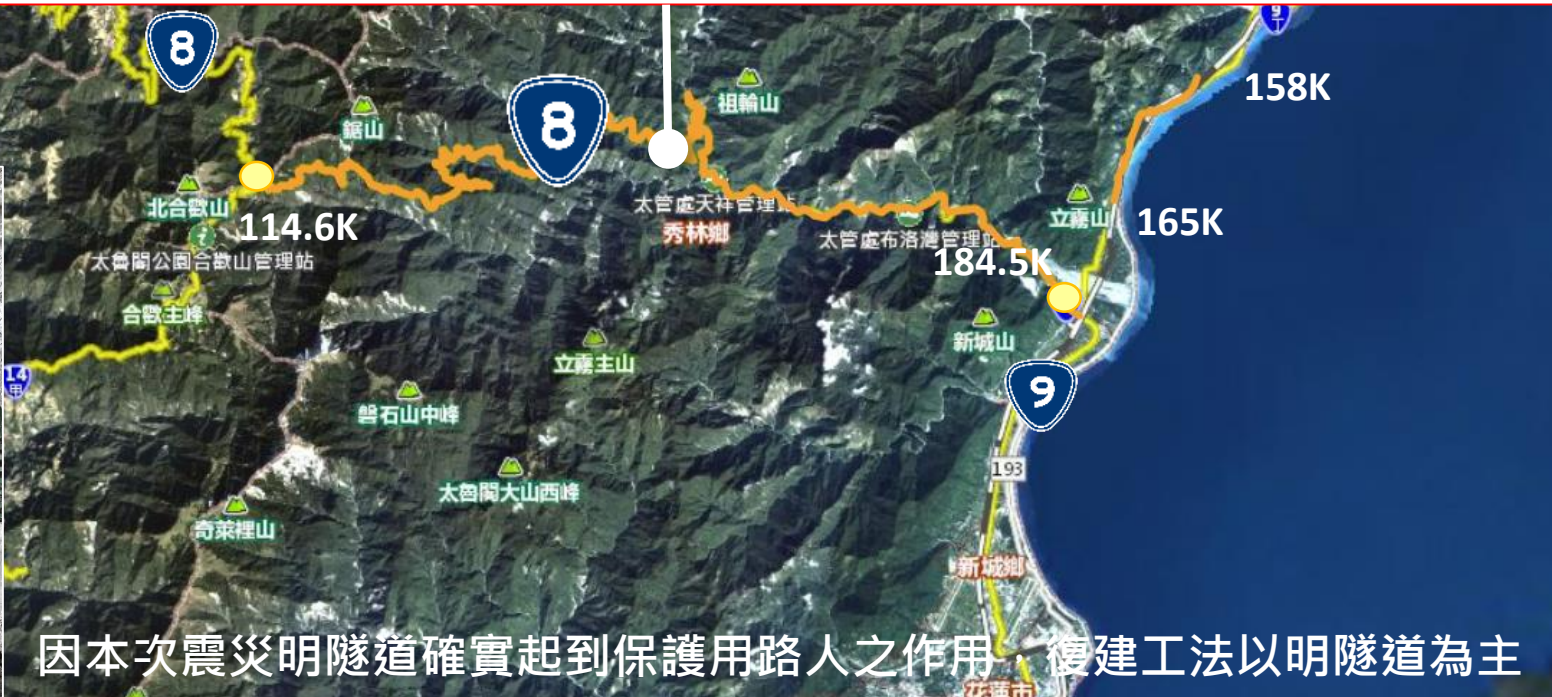 9
丁
8
158K
祖輪山
鋸山
8
太管處天祥管理站
北合歡山
114.6K
秀林鄉
太管處布洛灣管理站
立霧山
165K
太魯閣公園合歡山管理站
184.5K
合歡主峰
新城山
立霧主山
14
甲
9
磐石山中峰
193
太魯閣大山西峰
奇萊裡山
新城鄉
因本次震災明隧道確實起到保護用路人之作用，復建工法以明隧道為主
花蓮市